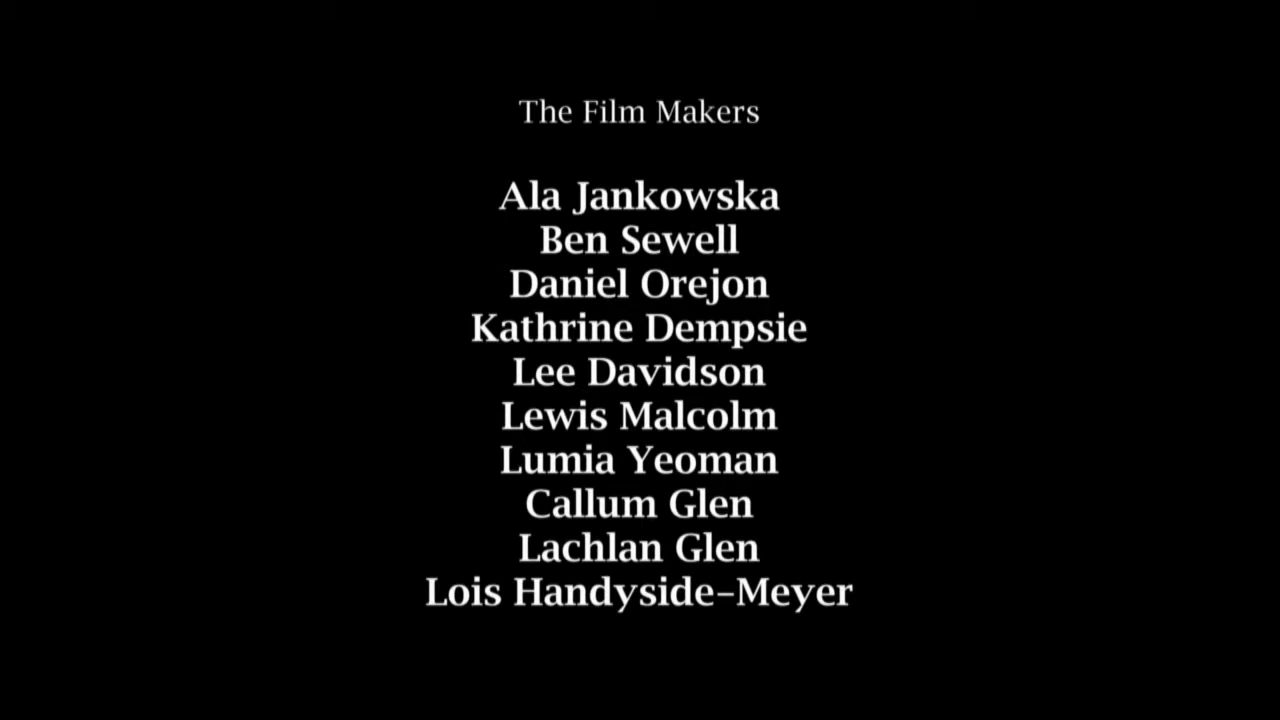 The Film Makers
Ala Jankowska
Ben Sewell
Daniel Orejon
Kathrine Dempsie
Lee Davidson
Lewis Malcolm
Lumia Yeoman
Callum Glen
Lachlan Glen
Lois Handyside-Meyer